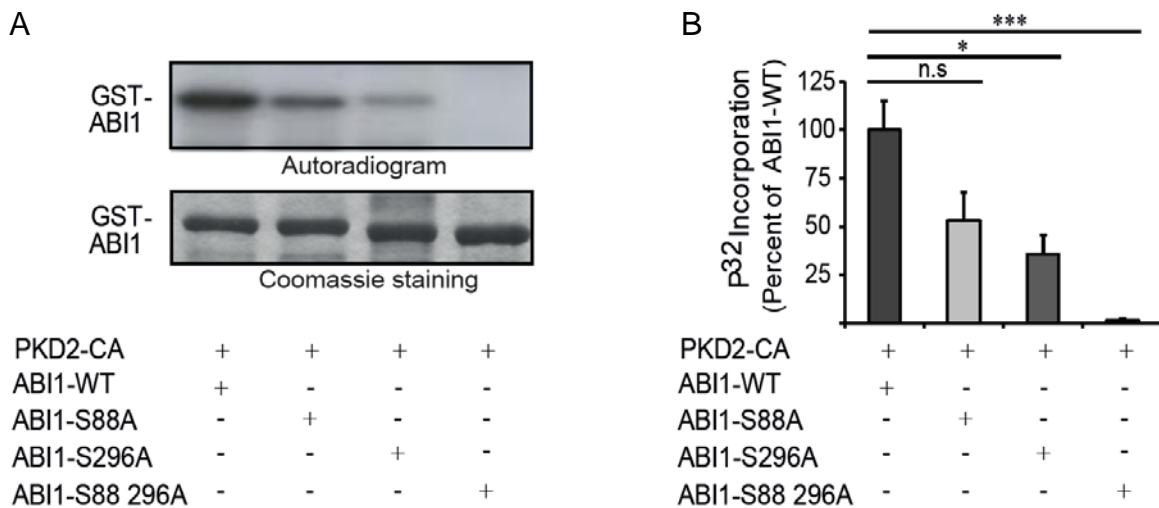 A
GST-
ABI1
Autoradiogram
GST-
ABI1
Coomassie staining
PKD2-CA + + + +
ABI1-WT + - - -
ABI1-S88A - + - -
ABI1-S296A - - + -
ABI1-S88 296A - - - +
B
***
*
n.s
P32 Incorporation
(Percent of ABI1-WT)
125
100
75
50
25
PKD2-CA + + + +
ABI1-WT + - - -
ABI1-S88A - + - -
ABI1-S296A - - + -
ABI1-S88 296A - - - +